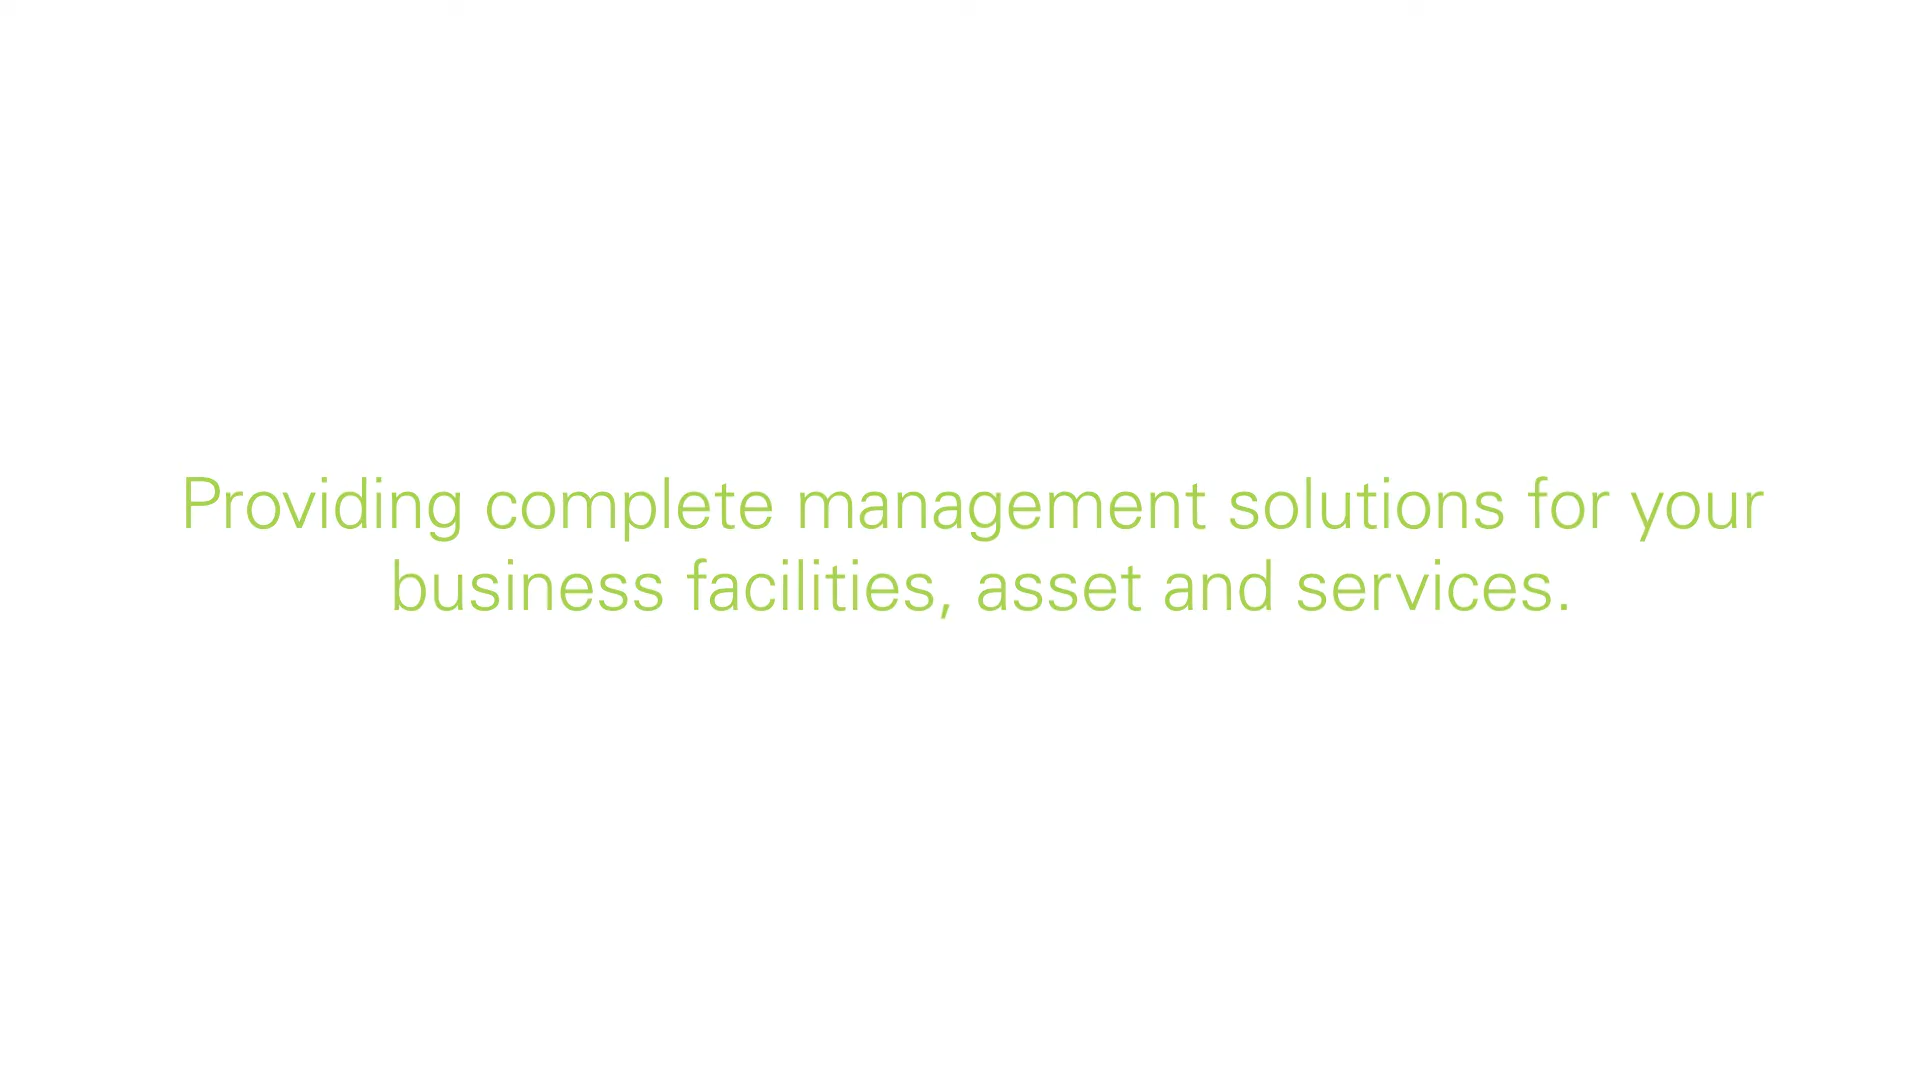 Providing complete management solutions for your
business facilities, asset and services.